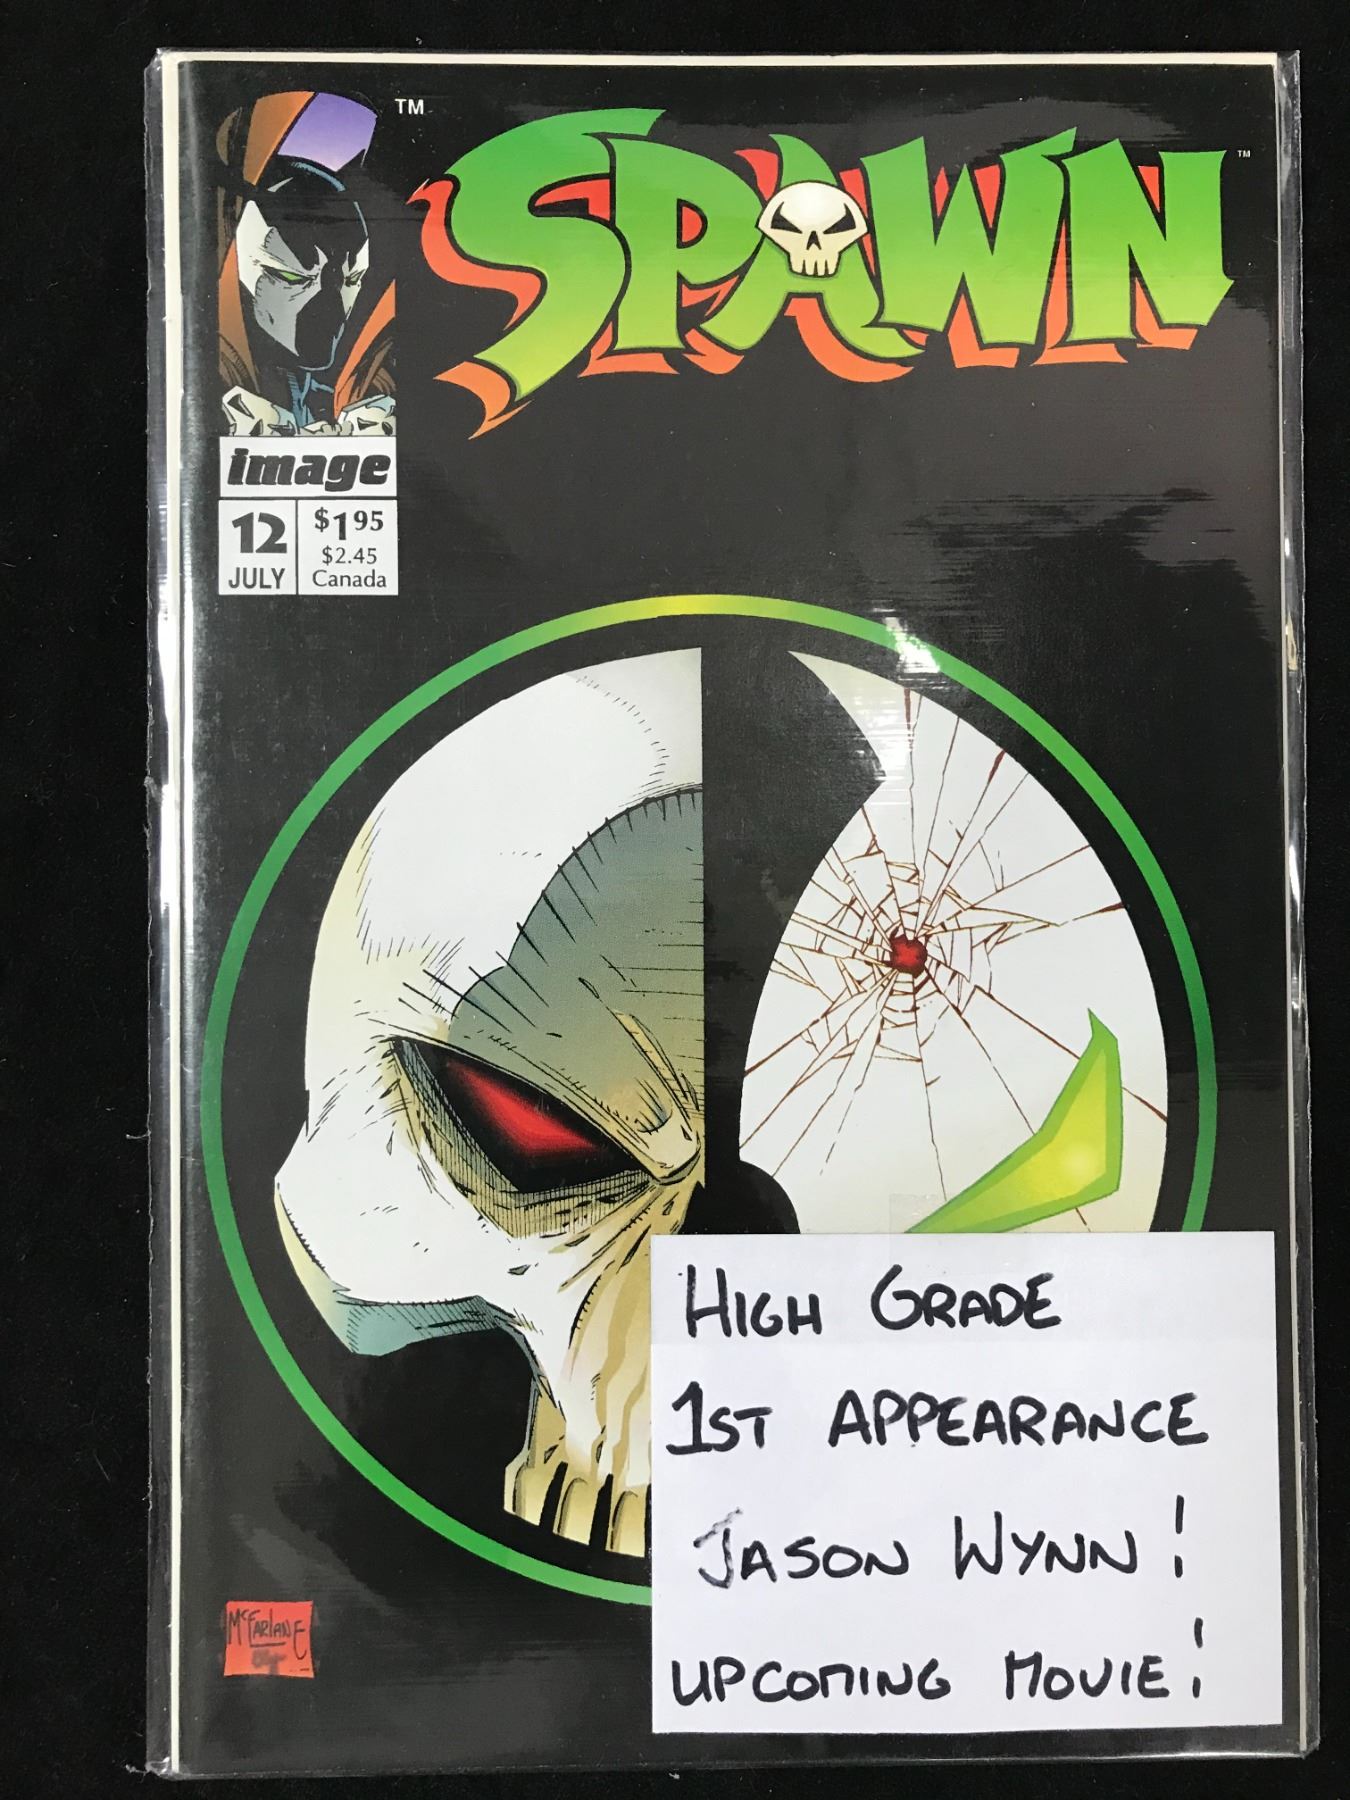 TM
SPAWN
TM
image
12
JULY
$1.95
$2.45
Canada
HIGH GRADE
1ST APPEARANCE
JASON WYNN!
UPCOMING MOVIE!
McFARLANE